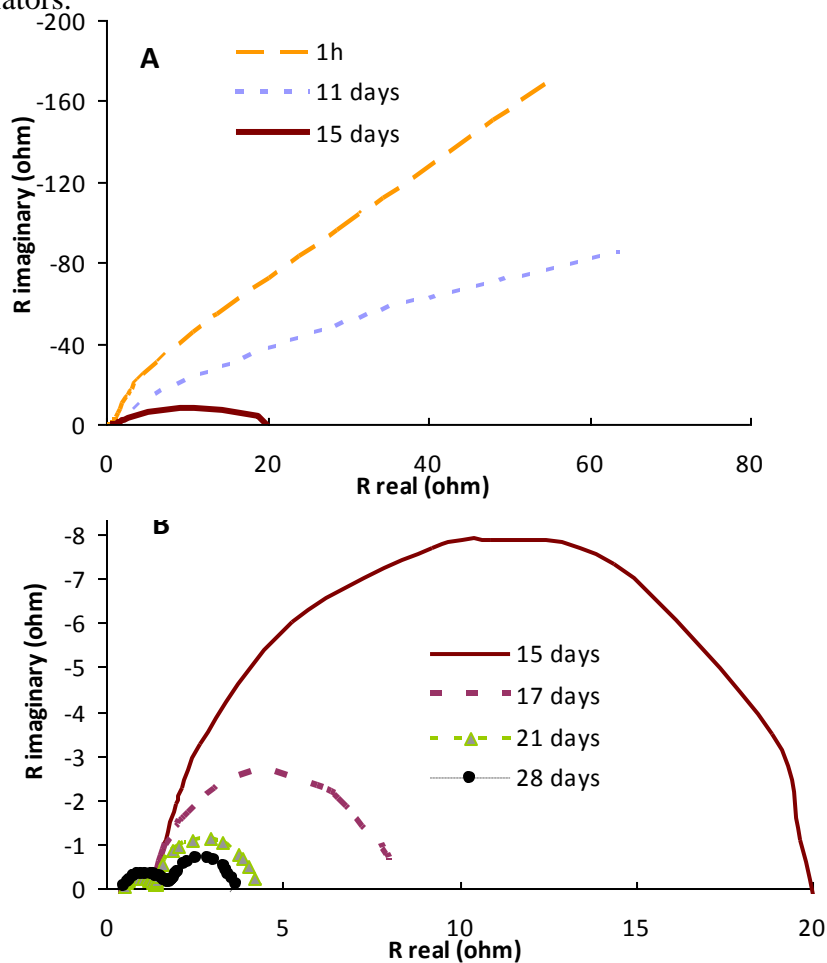 ators.
-200
A
1h
-160
11 days
15 days
-120
-80
-40
0
R imaginary (ohm)
0 20 40 60 80
R real (ohm)
B
-8
-7
-6
-5
-4
-3
-2
-1
0
R imaginary (ohm)
15 days
17 days
21 days
28 days
0 5 10 15 20
R real (ohm)